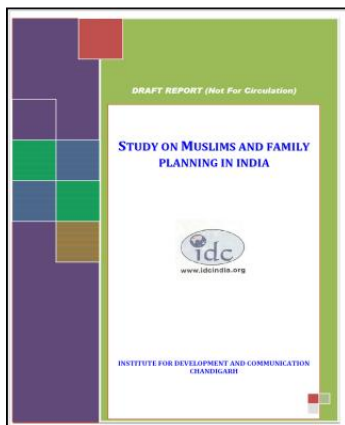 DRAFT REPORT (Not For Circulation)
STUDY ON MUSLIMS AND FAMILY
PLANNING IN INDIA
idc
www.idcindia.org
INSTITUTE FOR DEVELOPMENT AND COMMUNICATION
CHANDIGARH